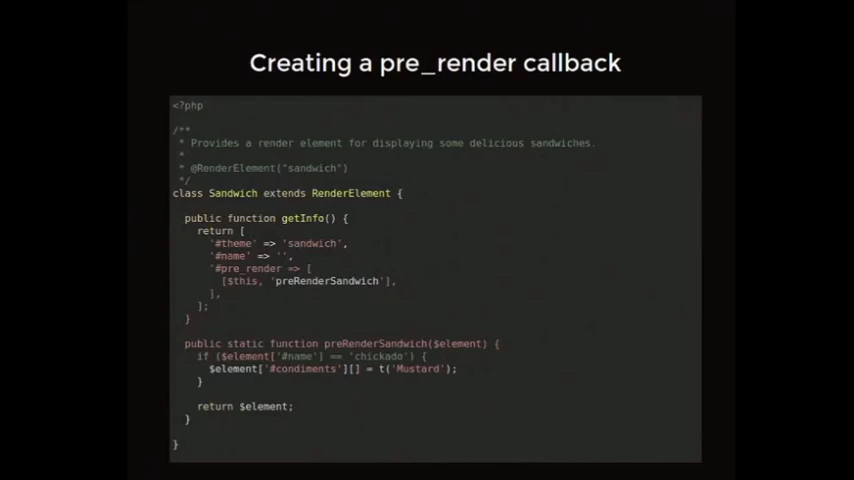 Creating a pre_render callback
<?php
/**
 * Provides a render element for displaying some delicious sandwiches.
 *
 * @RenderElement("sandwich")
 */
class Sandwich extends RenderElement {
  public function getInfo() {
    return [
      '#theme' => 'sandwich',
      '#name' => '',
      '#pre_render => [
        [$this, 'preRenderSandwich'],
      ],
    ];
  }
  public static function preRenderSandwich($element) {
    if ($element['#name'] == 'chickado') {
      $element['#condiments'][] = t('Mustard');
    }
    return $element;
  }
}